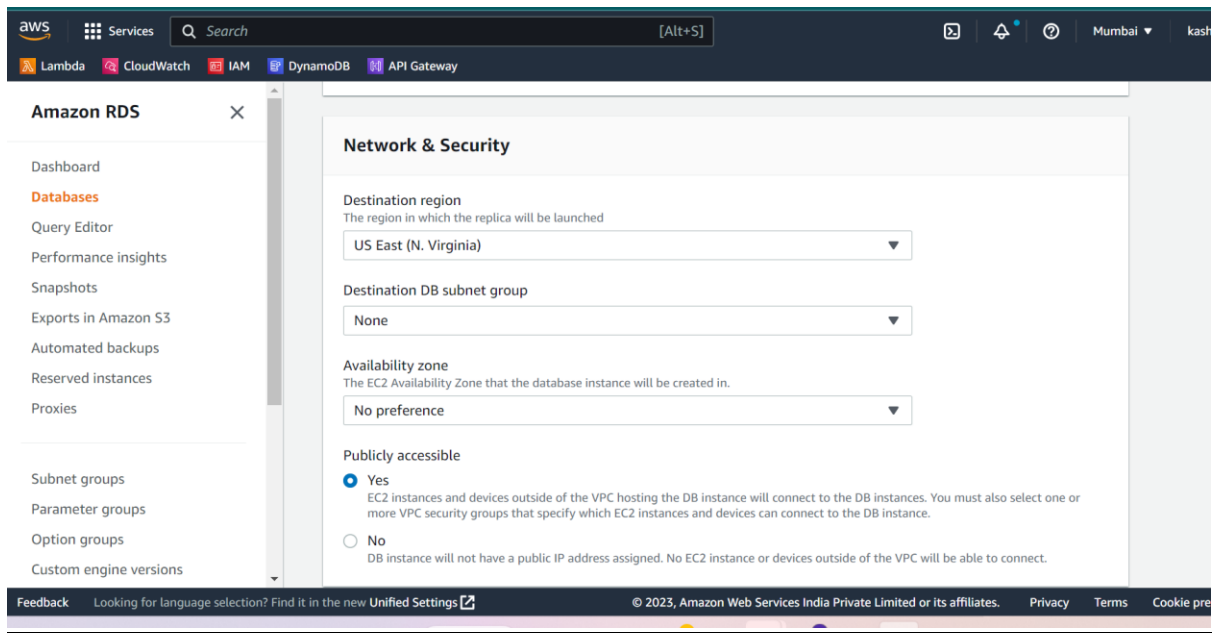 aws
Services
Search
[Alt+S]
Mumbai
kash
Lambda
CloudWatch
IAM
DynamoDB
API Gateway
Amazon RDS
Dashboard
Databases
Query Editor
Performance insights
Snapshots
Exports in Amazon S3
Automated backups
Reserved instances
Proxies
Subnet groups
Parameter groups
Option groups
Custom engine versions
Network & Security
Destination region
The region in which the replica will be launched
US East (N. Virginia)
Destination DB subnet group
None
Availability zone
The EC2 Availability Zone that the database instance will be created in.
No preference
Publicly accessible
Yes
EC2 instances and devices outside of the VPC hosting the DB instance will connect to the DB instances. You must also select one or
more VPC security groups that specify which EC2 instances and devices can connect to the DB instance.
No
DB instance will not have a public IP address assigned. No EC2 instance or devices outside of the VPC will be able to connect.
Feedback
Looking for language selection? Find it in the new Unified Settings
© 2023, Amazon Web Services India Private Limited or its affiliates.
Privacy
Terms
Cookie pre